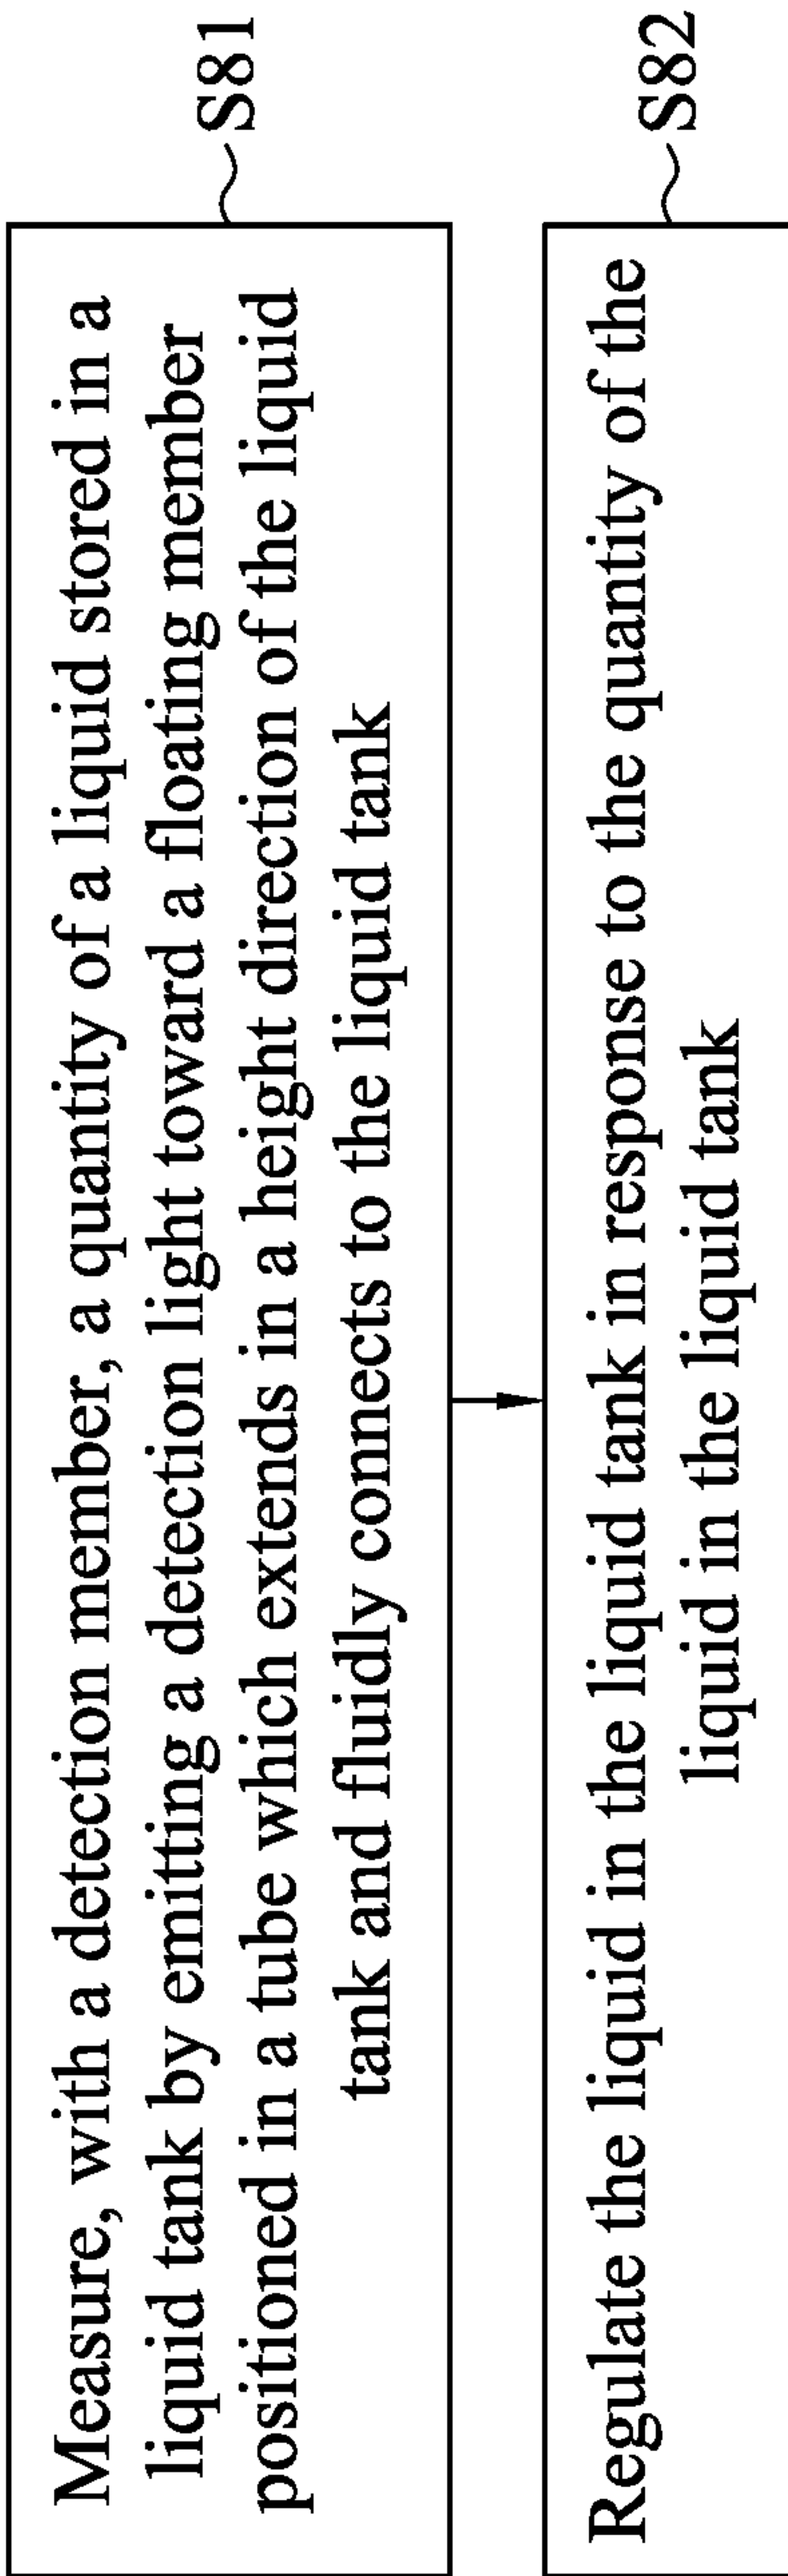 Measure, with a detection member, a quantity of a liquid stored in a
liquid tank by emitting a detection light toward a floating member
positioned in a tube which extends in a height direction of the liquid
tank and fluidly connects to the liquid tank
S81
Regulate the liquid in the liquid tank in response to the quantity of the
liquid in the liquid tank
S82